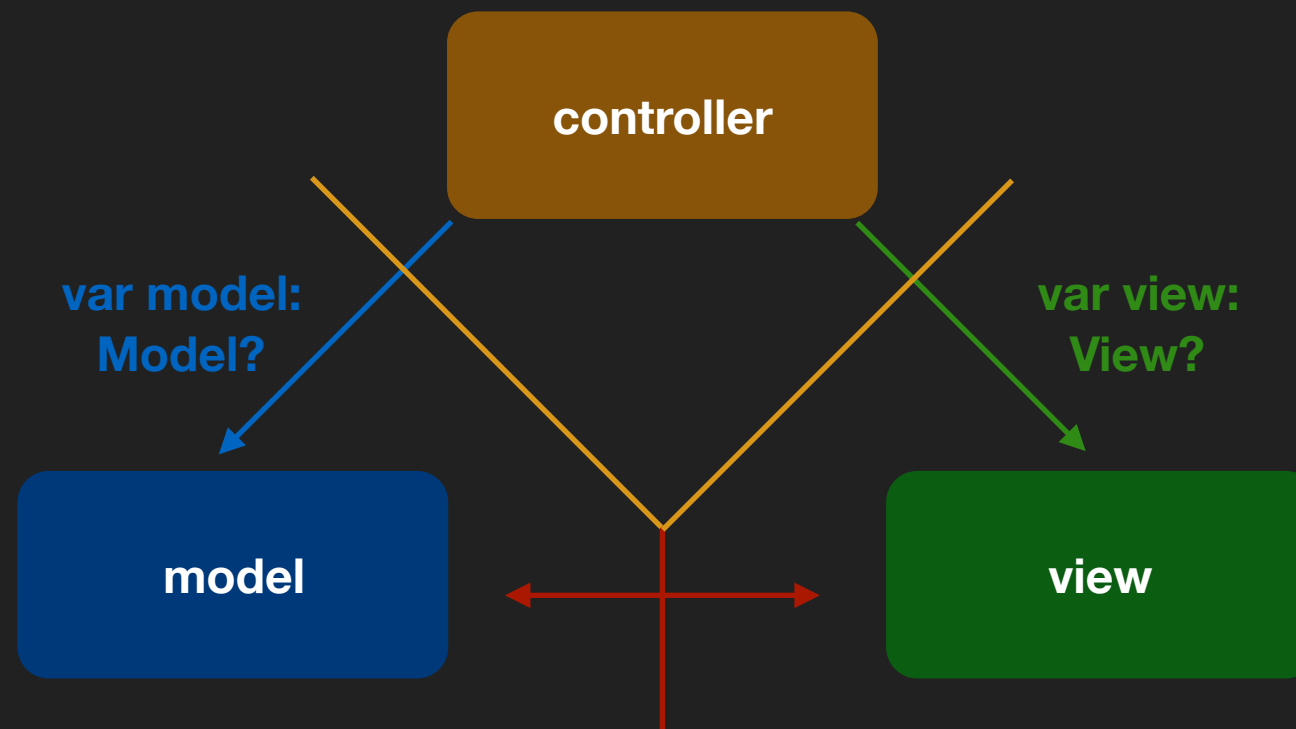 controller
var model:
Model?
var view:
View?
model
view